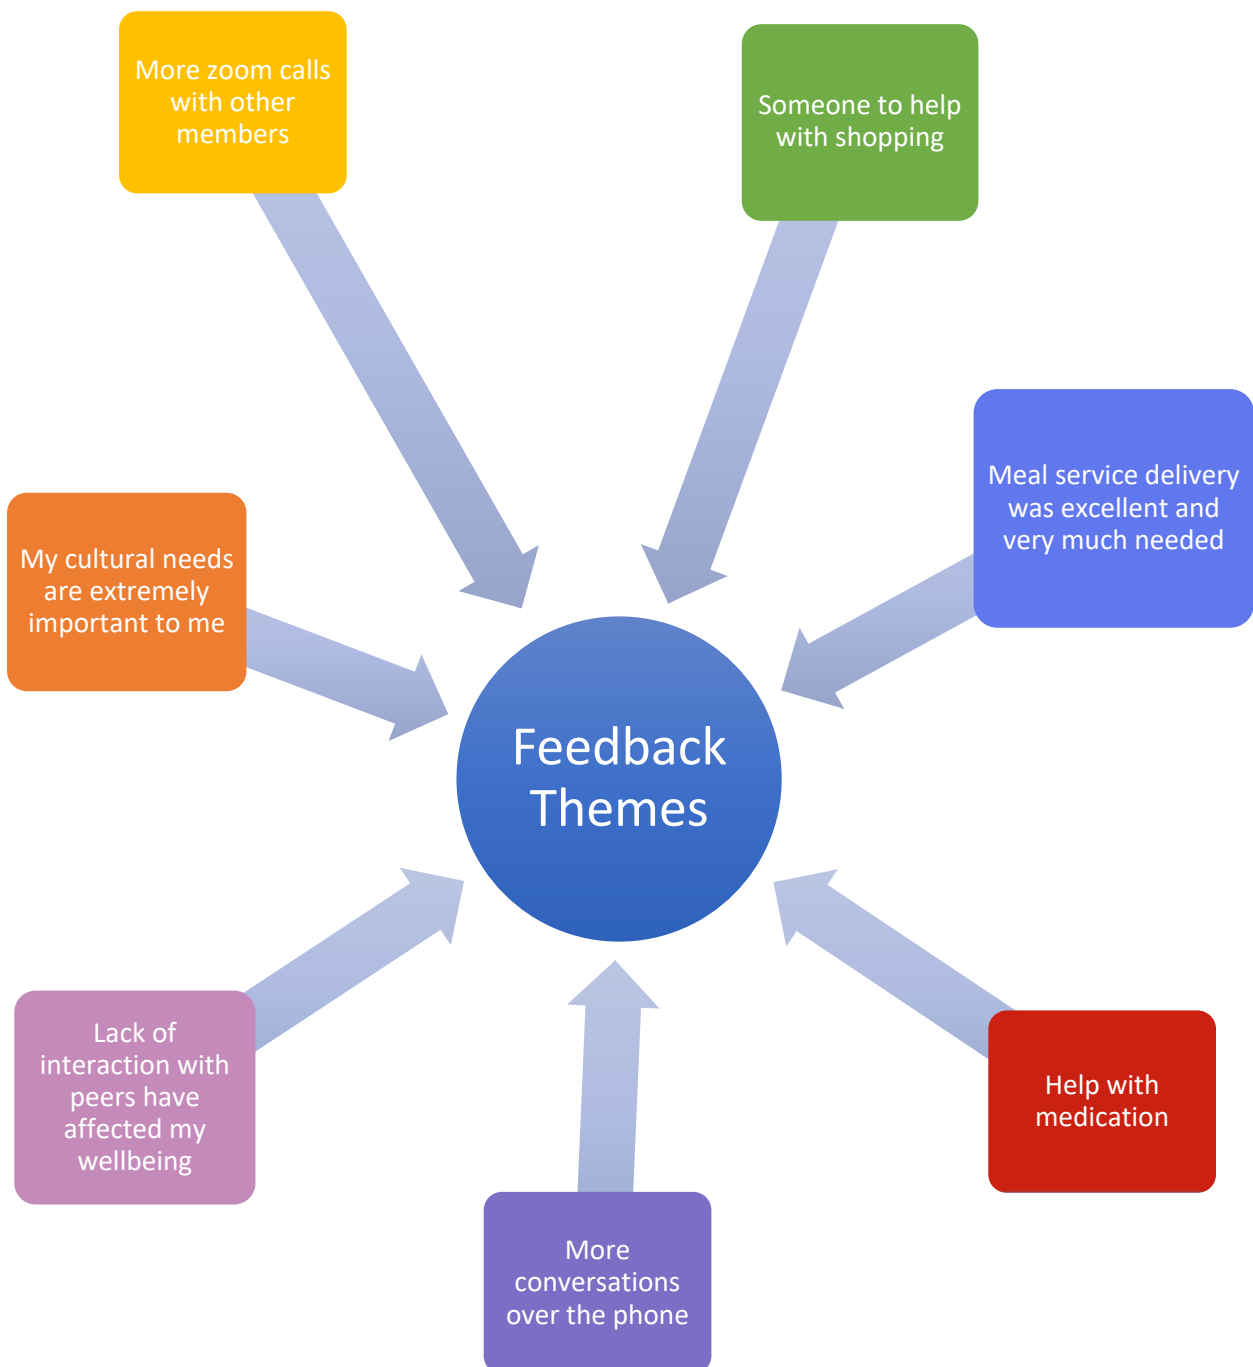 More zoom calls
with other
members
Someone to help
with shopping
Meal service delivery
was excellent and
very much needed
My cultural needs
are extremely
important to me
Feedback
Themes
Lack of
interaction with
peers have
affected my
wellbeing
Help with
medication
More
conversations
over the phone